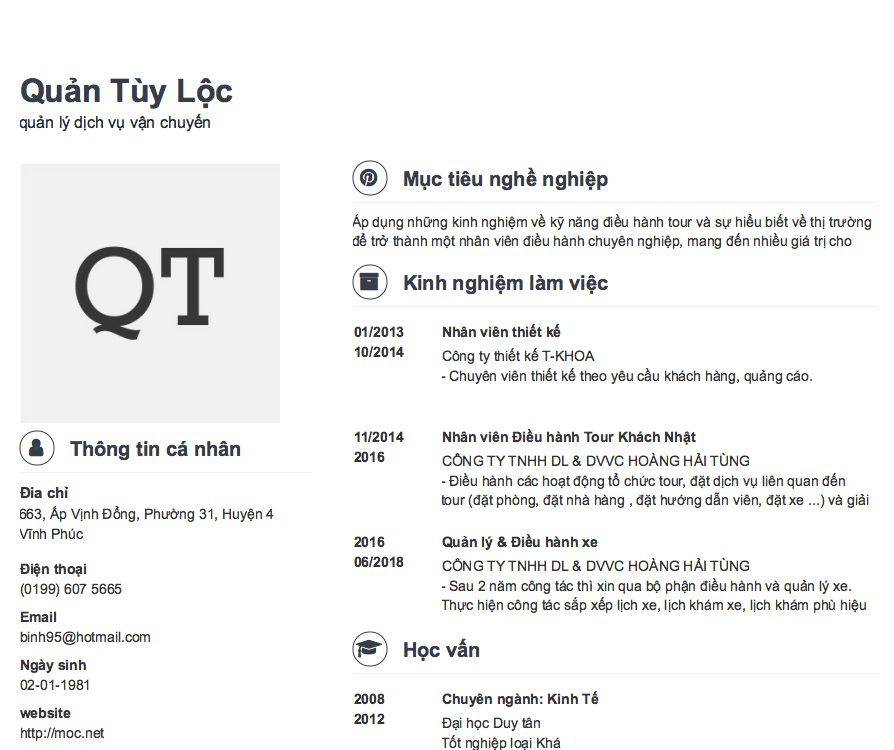 Quản Tùy Lộc
quản lý dịch vụ vận chuyển
QT
Thông tin cá nhân
Đia chỉ
663, Ấp Vịnh Đổng, Phường 31, Huyện 4
Vĩnh Phúc
Điện thoại
(0199) 607 5665
Email
binh95@hotmail.com
Ngày sinh
02-01-1981
website
http://moc.net
Mục tiêu nghề nghiệp
Áp dụng những kinh nghiệm về kỹ năng điều hành tour và sự hiểu biết về thị trường
để trở thành một nhân viên điều hành chuyên nghiệp, mang đến nhiều giá trị cho
Kinh nghiệm làm việc
01/2013
10/2014
Nhân viên thiết kế
Công ty thiết kế T-KHOA
- Chuyên viên thiết kế theo yêu cầu khách hàng, quảng cáo.
11/2014
2016
Nhân viên Điều hành Tour Khách Nhật
CÔNG TY TNHH DL & DVVC HOÀNG HẢI TÙNG
- Điều hành các hoạt động tổ chức tour, đặt dịch vụ liên quan đến
tour (đặt phòng, đặt nhà hàng , đặt hướng dẫn viên, đặt xe ...) và giải
2016
06/2018
Quản lý & Điều hành xe
CÔNG TY TNHH DL & DVVC HOÀNG HẢI TÙNG
- Sau 2 năm công tác thì xin qua bộ phận điều hành và quản lý xe.
Thực hiện công tác sắp xếp lịch xe, lịch khám xe, lịch khám phù hiệu
Học vấn
2008
2012
Chuyên ngành: Kinh Tế
Đại học Duy tân
Tốt nghiệp loại Khá